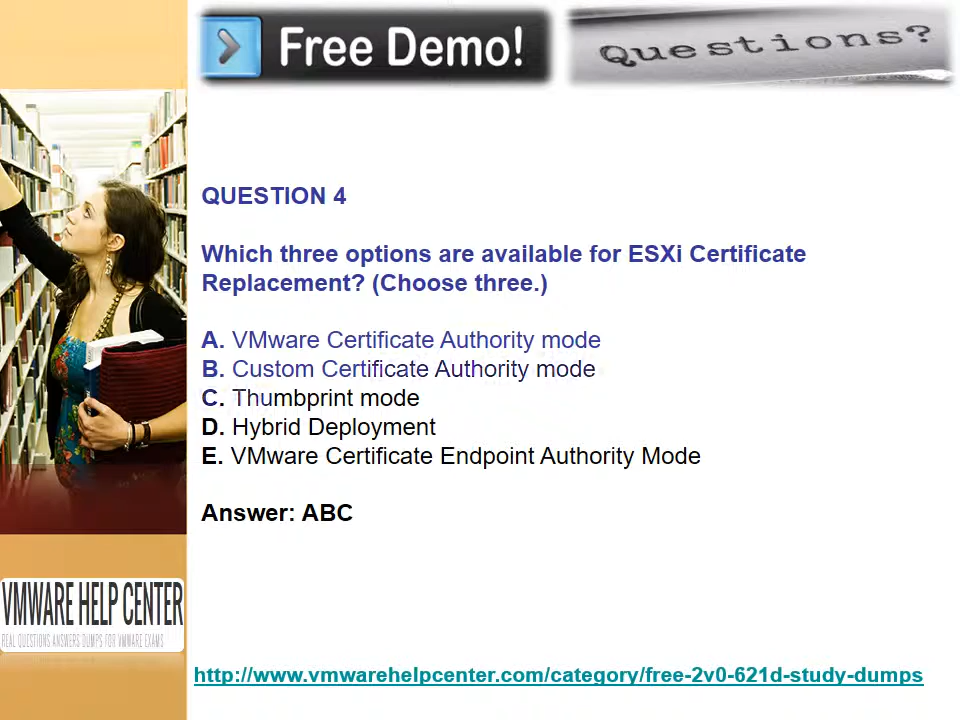 Free Demo!
Questions?
QUESTION 4
Which three options are available for ESXi Certificate
Replacement? (Choose three.)
A. VMware Certificate Authority mode
B. Custom Certificate Authority mode
C. Thumbprint mode
D. Hybrid Deployment
E. VMware Certificate Endpoint Authority Mode
Answer: ABC
VMWARE HELP CENTER
REAL QUESTIONS ANSWERS DUMPS FOR VMWARE EXAMS
http://www.vmwarehelpcenter.com/category/free-2v0-621d-study-dumps